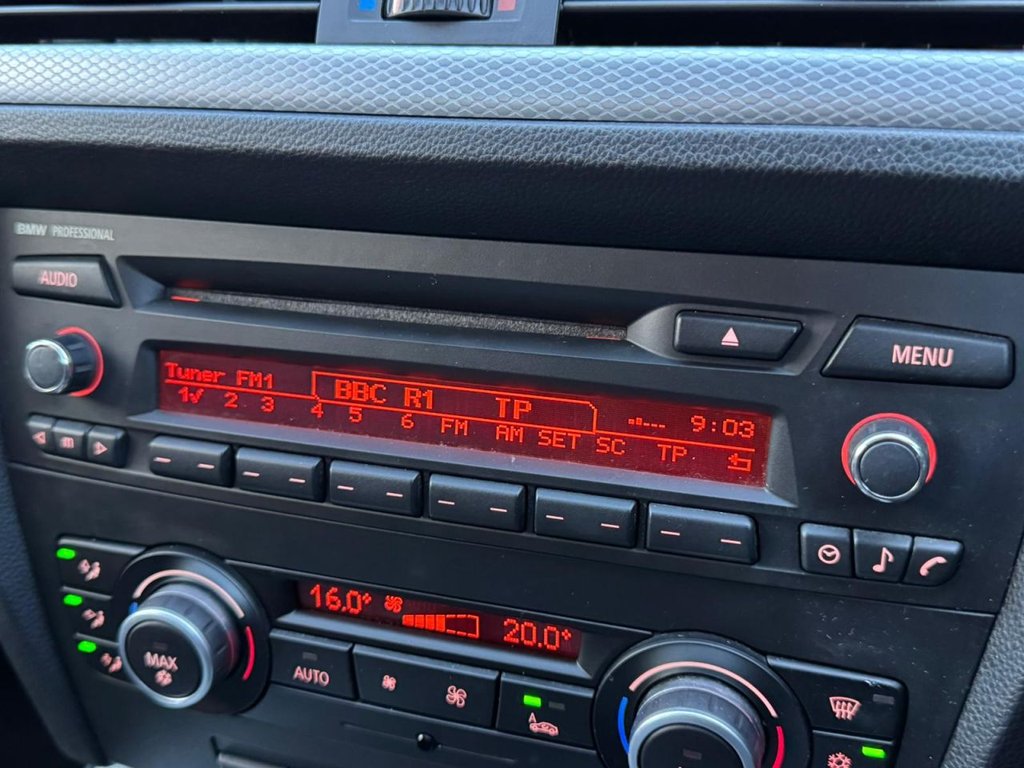 BMW PROFESSIONAL
AUDIO
MENU
Tuner FM1 BBC R1 TP 9:03
1√ 2 3 4 5 6 FM AM SET SC TP
16.0° 20.0°
MAX
AUTO
A